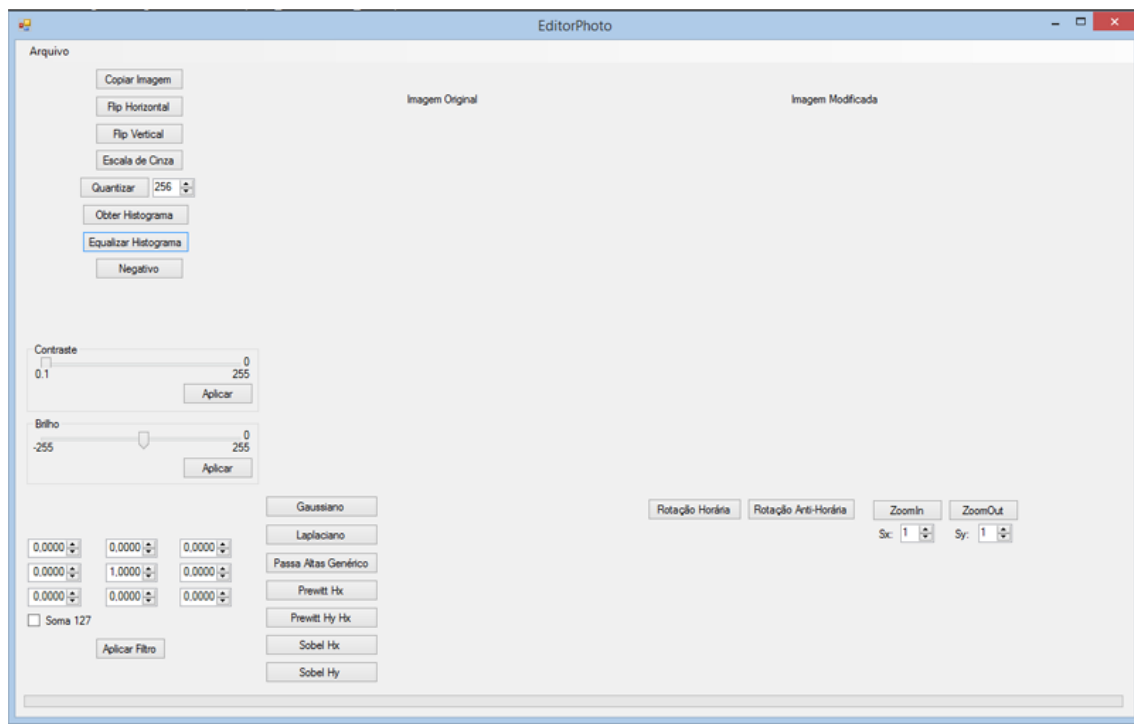 EditorPhoto
Arquivo
Copiar Imagem
Flip Horizontal
Flip Vertical
Escala de Cinza
Quantizar 256
Obter Histograma
Equalizar Histograma
Negativo
Imagem Original
Imagem Modificada
Contraste
0
0.1 255
Aplicar
Brilho
0
-255 255
Aplicar
0,0000 0,0000 0,0000
0,0000 1,0000 0,0000
0,0000 0,0000 0,0000
Soma 127
Aplicar Filtro
Gaussiano
Laplaciano
Passa Altas Genérico
Prewitt Hx
Prewitt Hy Hx
Sobel Hx
Sobel Hy
Rotação Horária Rotação Anti-Horária ZoomIn ZoomOut
Sx: 1 Sy: 1